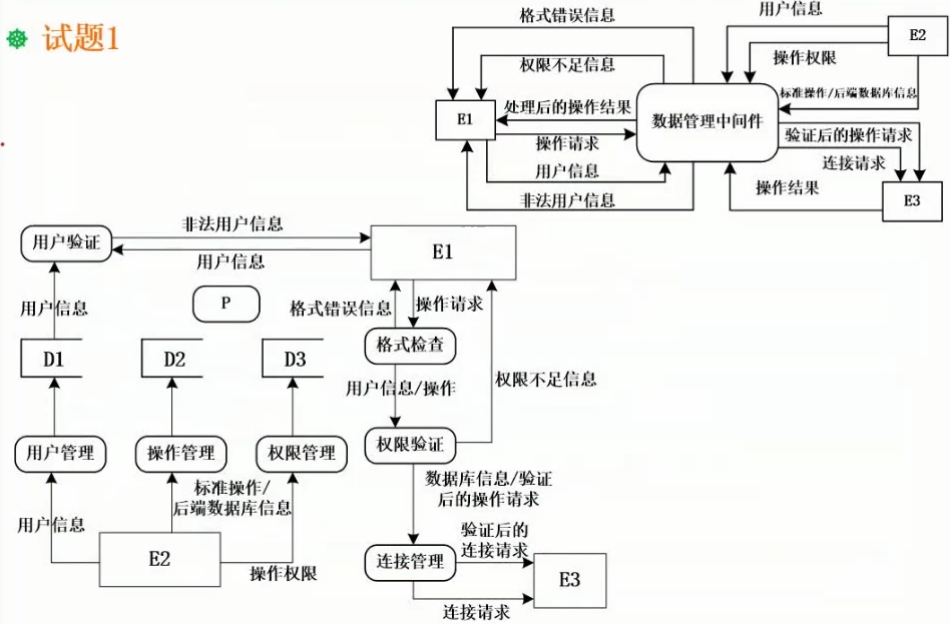 试题1
格式错误信息
用户信息
E2
权限不足信息
操作权限
标准操作/后端数据库信息
E1
处理后的操作结果
数据管理中间件
操作请求
验证后的操作请求
用户信息
连接请求
非法用户信息
操作结果
E3
用户验证
非法用户信息
用户信息
E1
P
用户信息
格式错误信息
操作请求
D1
D2
D3
格式检查
用户信息/操作
权限不足信息
用户管理
操作管理
权限管理
权限验证
标准操作/
后端数据库信息
数据库信息/验证
后的操作请求
用户信息
验证后的
连接请求
E2
操作权限
连接管理
E3
连接请求